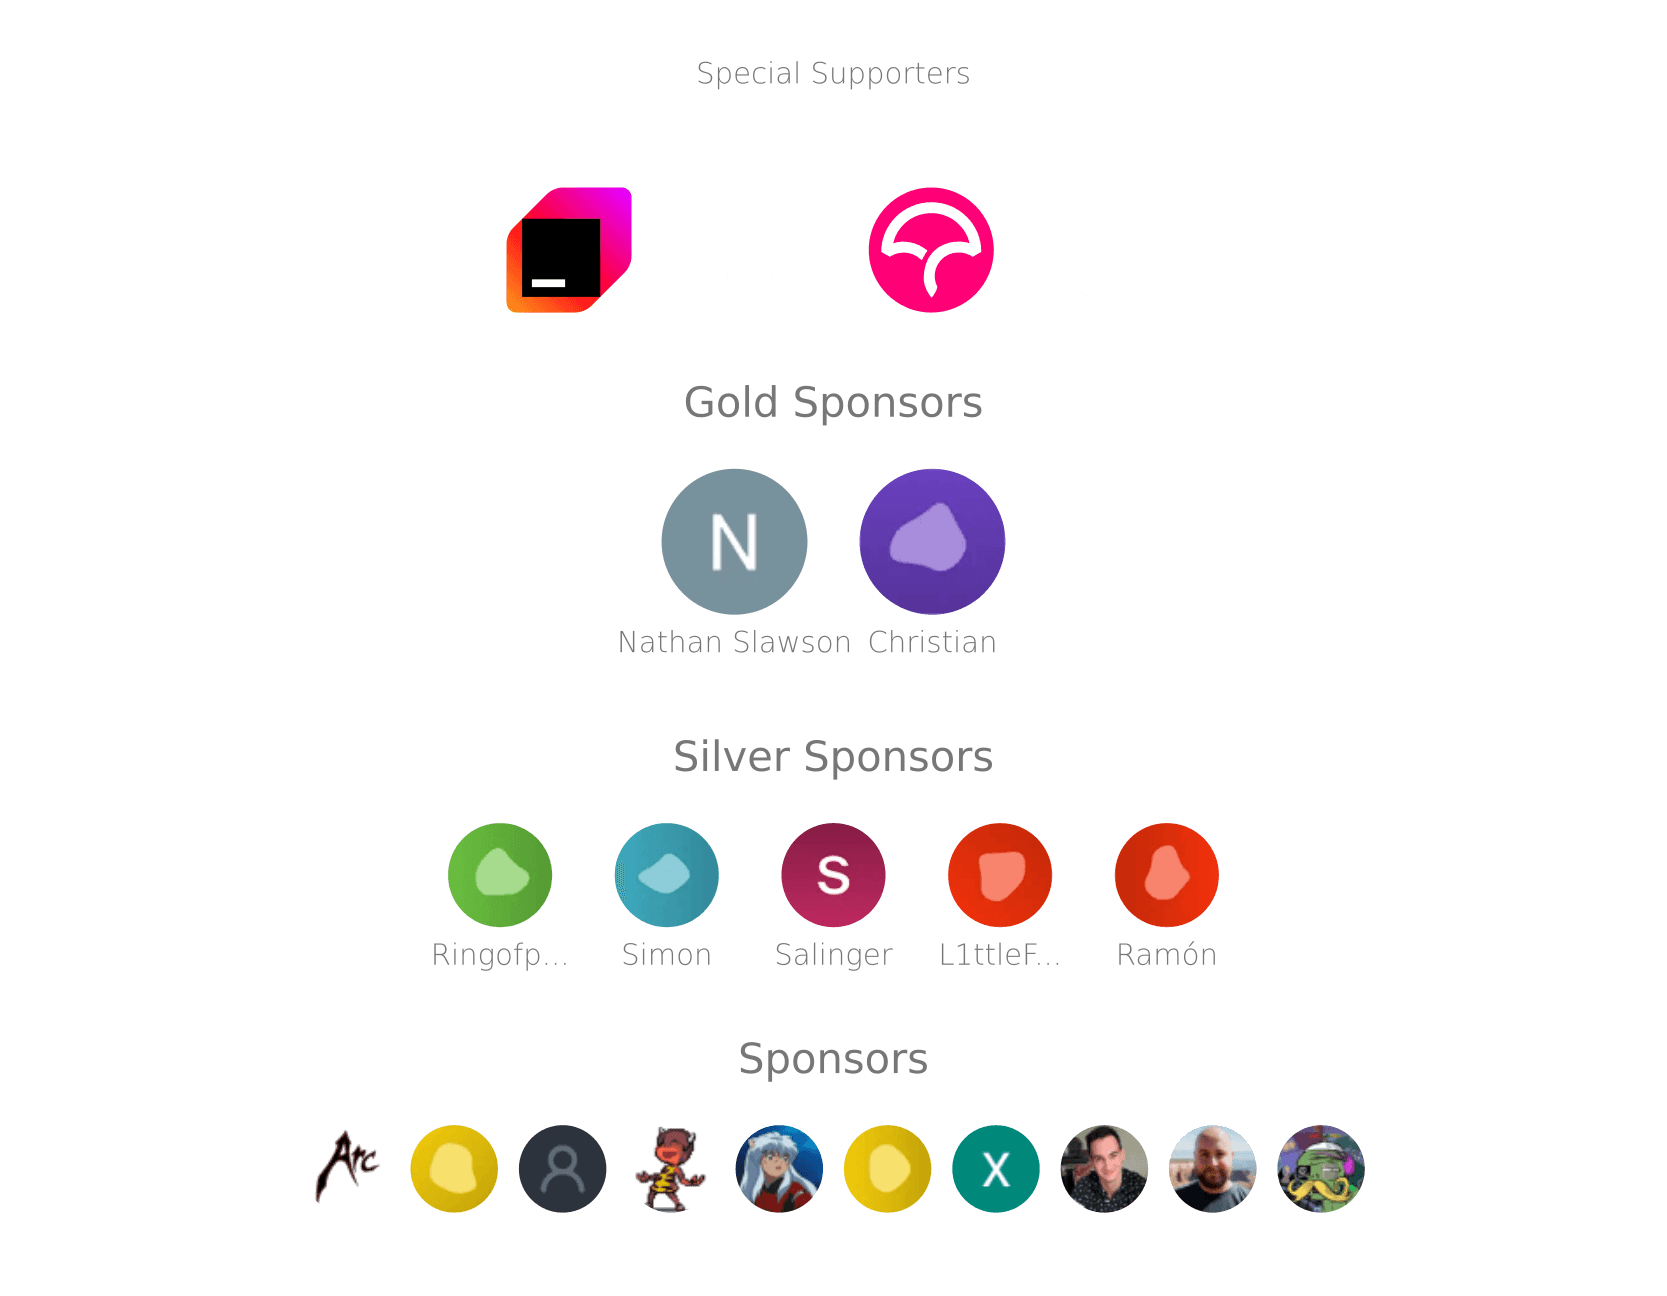 Special Supporters
Gold Sponsors
N
Nathan Slawson Christian
Silver Sponsors
S
Ringofp... Simon Salinger L1ttleF... Ramón
Sponsors
Arc X